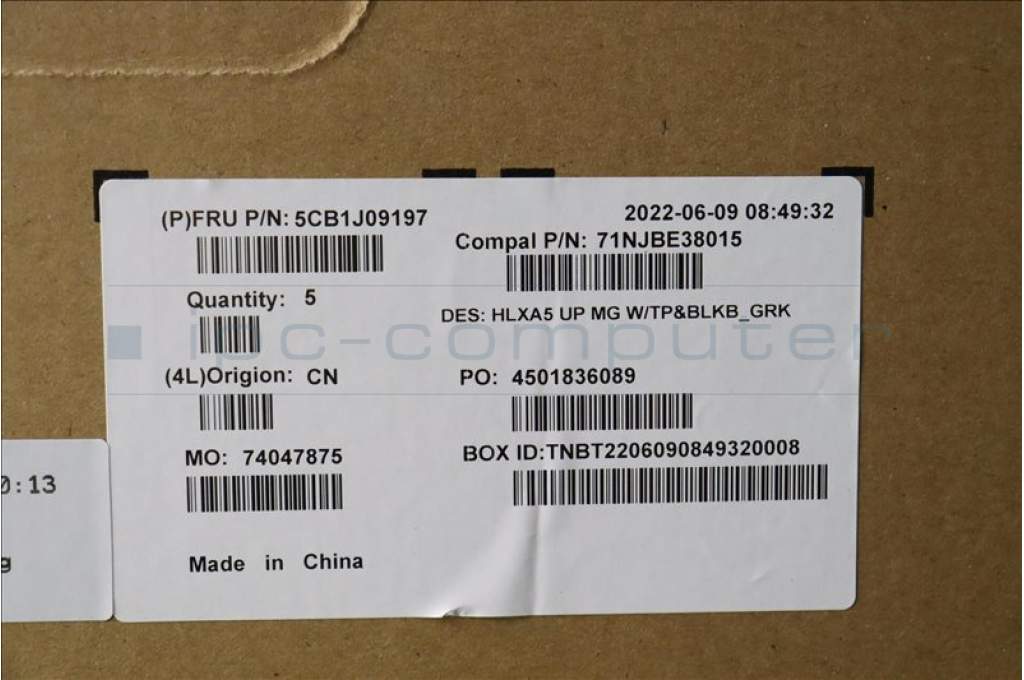 (P)FRU P/N: 5CB1J09197
2022-06-09 08:49:32
Compal P/N: 71NJBE38015
Quantity: 5
DES: HLXA5 UP MG W/TP&BLKB_GRK
ipc-computer
(4L)Origion: CN
PO: 4501836089
MO: 74047875
BOX ID:TNBT2206090849320008
:13
g
Made in China